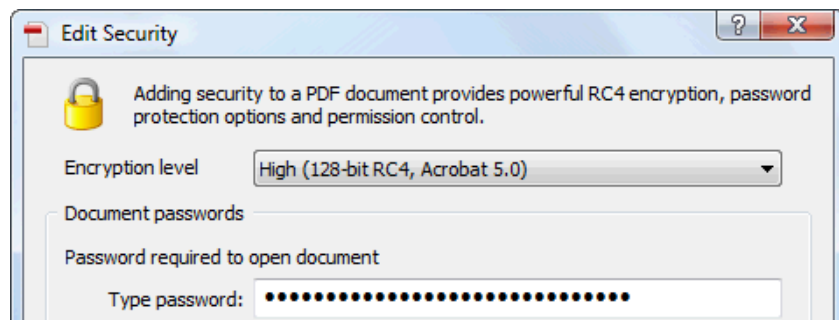 Edit Security
Adding security to a PDF document provides powerful RC4 encryption, password
protection options and permission control.
Encryption level High (128-bit RC4, Acrobat 5.0)
Document passwords
Password required to open document
Type password: ••••••••••••••••••••••••••••••